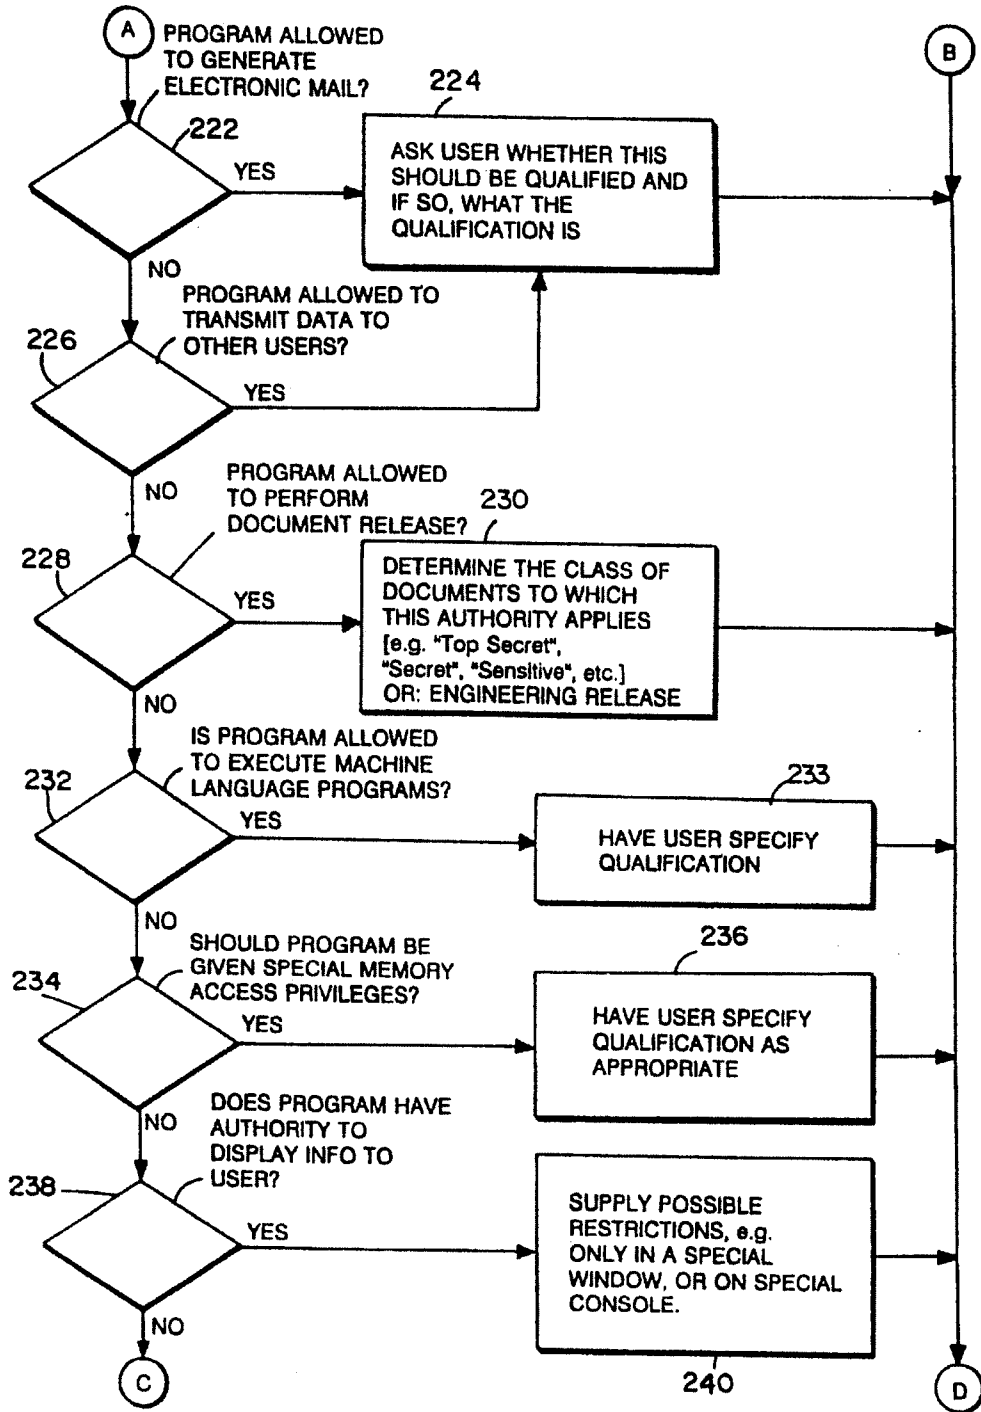 A
PROGRAM ALLOWED
TO GENERATE
ELECTRONIC MAIL?
B
222
224
YES
ASK USER WHETHER THIS
SHOULD BE QUALIFIED AND
IF SO, WHAT THE
QUALIFICATION IS
NO
PROGRAM ALLOWED TO
TRANSMIT DATA TO
OTHER USERS?
226
YES
NO
PROGRAM ALLOWED
TO PERFORM
DOCUMENT RELEASE?
228
230
YES
DETERMINE THE CLASS OF
DOCUMENTS TO WHICH
THIS AUTHORITY APPLIES
[e.g. "Top Secret",
"Secret", "Sensitive", etc.]
OR: ENGINEERING RELEASE
NO
IS PROGRAM ALLOWED
TO EXECUTE MACHINE
LANGUAGE PROGRAMS?
232
233
YES
HAVE USER SPECIFY
QUALIFICATION
NO
SHOULD PROGRAM BE
GIVEN SPECIAL MEMORY
ACCESS PRIVILEGES?
234
236
YES
HAVE USER SPECIFY
QUALIFICATION AS
APPROPRIATE
NO
DOES PROGRAM HAVE
AUTHORITY TO
DISPLAY INFO TO
USER?
238
YES
SUPPLY POSSIBLE
RESTRICTIONS, e.g.
ONLY IN A SPECIAL
WINDOW, OR ON SPECIAL
CONSOLE.
NO
240
C
D